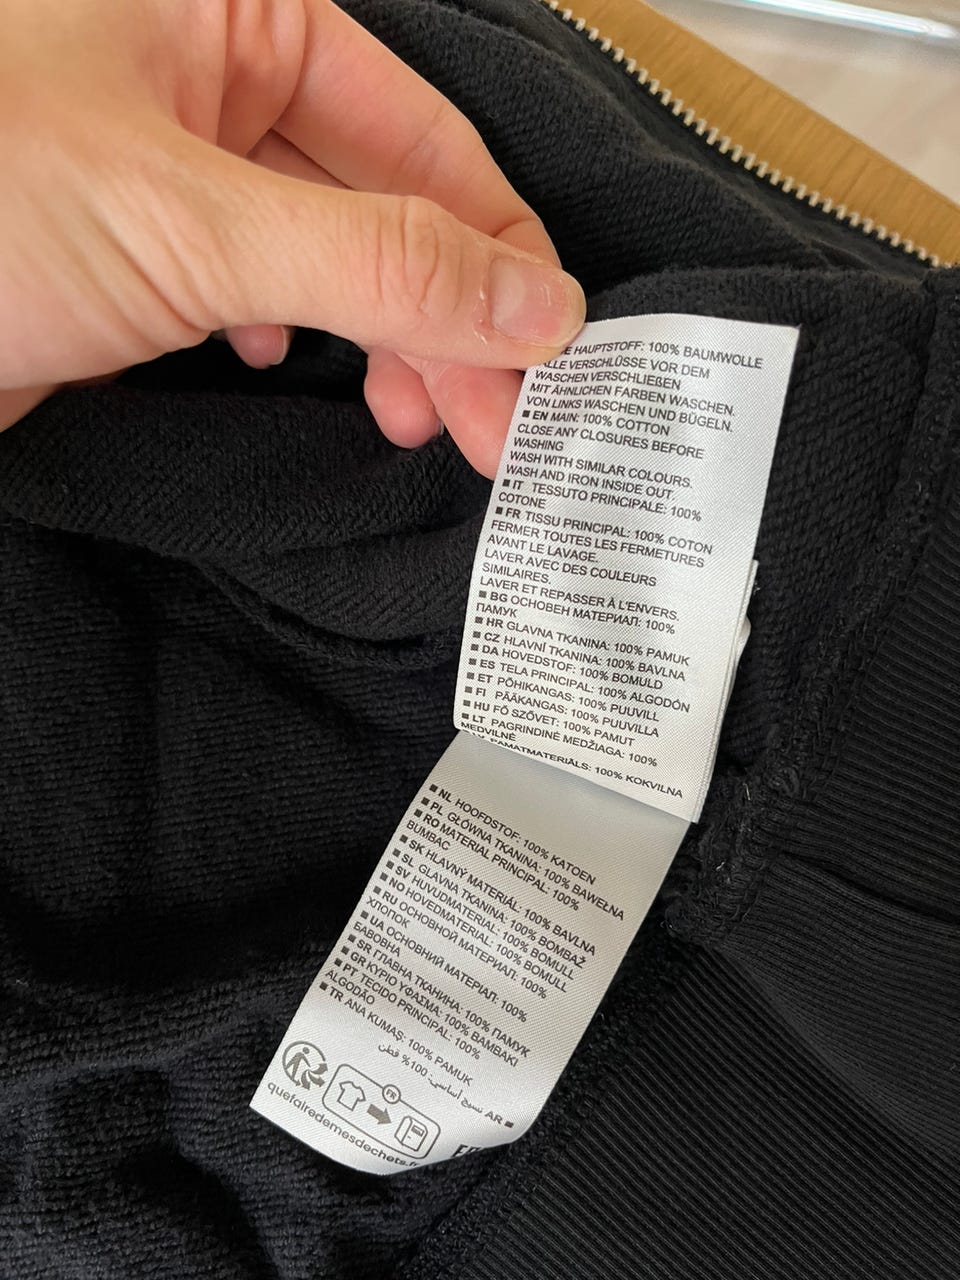 HAUPTSTOFF: 100% BAUMWOLLE
ALLE VERSCHLÜSSE VOR DEM
WASCHEN VERSCHLIEßEN
MIT ÄHNLICHEN FARBEN WASCHEN.
VON LINKS WASCHEN UND BÜGELN.
■ EN MAIN: 100% COTTON
CLOSE ANY CLOSURES BEFORE
WASHING
WASH WITH SIMILAR COLOURS.
WASH AND IRON INSIDE OUT.
■ IT TESSUTO PRINCIPALE: 100%
COTONE
■ FR TISSU PRINCIPAL: 100% COTON
FERMER TOUTES LES FERMETURES
AVANT LE LAVAGE.
LAVER AVEC DES COULEURS
SIMILAIRES.
LAVER ET REPASSER À L'ENVERS.
■ BG ОСНОВЕН МАТЕРИАЛ: 100%
ПАМУК
■ HR GLAVNA TKANINA: 100% PAMUK
■ CZ HLAVNÍ TKANINA: 100% BAVLNA
■ DA HOVEDSTOF: 100% BOMULD
■ ES TELA PRINCIPAL: 100% ALGODÓN
■ ET PÕHIKANGAS: 100% PUUVILL
■ FI PÄÄKANGAS: 100% PUUVILLA
■ HU FŐ SZÖVET: 100% PAMUT
■ LT PAGRINDINĖ MEDŽIAGA: 100%
MEDVILNĖ
PAMATMATERIĀLS: 100% KOKVILNA
■ NL HOOFDSTOF: 100% KATOEN
■ PL GŁÓWNA TKANINA: 100% BAWEŁNA
■ RO MATERIAL PRINCIPAL: 100%
BUMBAC
■ SK HLAVNÝ MATERIÁL: 100% BAVLNA
■ SL GLAVNA TKANINA: 100% BOMBAŽ
■ SV HUVUDMATERIAL: 100% BOMULL
■ NO HOVEDMATERIAL: 100% BOMULL
■ RU ОСНОВНОЙ МАТЕРИАЛ: 100%
ХЛОПОК
■ UA ОСНОВНИЙ МАТЕРІАЛ: 100%
БАВОВНА
■ SR ГЛАВНА ТКАНИНА: 100% ПАМУК
■ GR ΚΥΡΙΟ ΥΦΑΣΜΑ: 100% ΒΑΜΒΑΚΙ
■ PT TECIDO PRINCIPAL: 100%
ALGODÃO
■ TR ANA KUMAŞ: 100% PAMUK
■ AR نسيج أساسي: 100% قطن
FR
quefairedemesdechets.fr